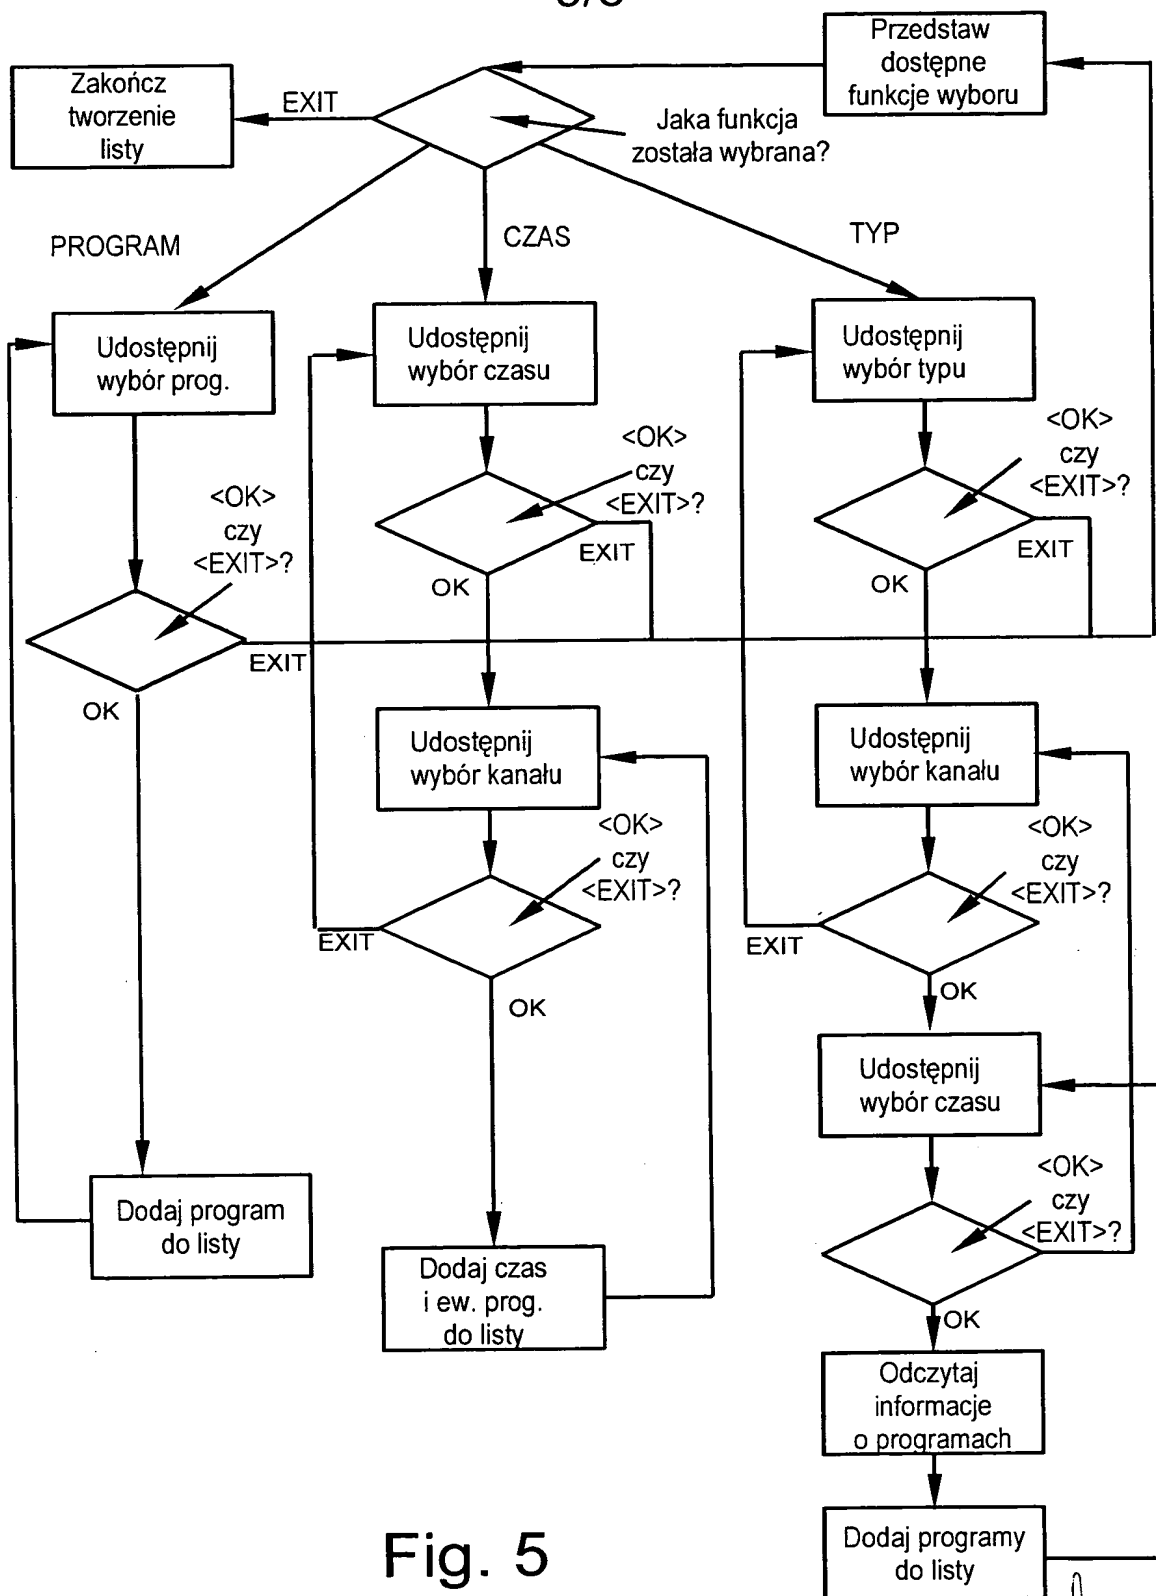 Przedstaw
dostępne
funkcje wyboru
Zakończ
tworzenie
listy
EXIT
Jaka funkcja
została wybrana?
PROGRAM
CZAS
TYP
Udostępnij
wybór prog.
Udostępnij
wybór czasu
Udostępnij
wybór typu
<OK>
czy
<EXIT>?
<OK>
czy
<EXIT>?
<OK>
czy
<EXIT>?
EXIT
OK
EXIT
OK
EXIT
OK
Udostępnij
wybór kanału
Udostępnij
wybór kanału
<OK>
czy
<EXIT>?
<OK>
czy
<EXIT>?
EXIT
OK
EXIT
OK
Udostępnij
wybór czasu
<OK>
czy
<EXIT>?
OK
Dodaj program
do listy
Dodaj czas
i ew. prog.
do listy
Odczytaj
informacje
o programach
Dodaj programy
do listy
Fig. 5